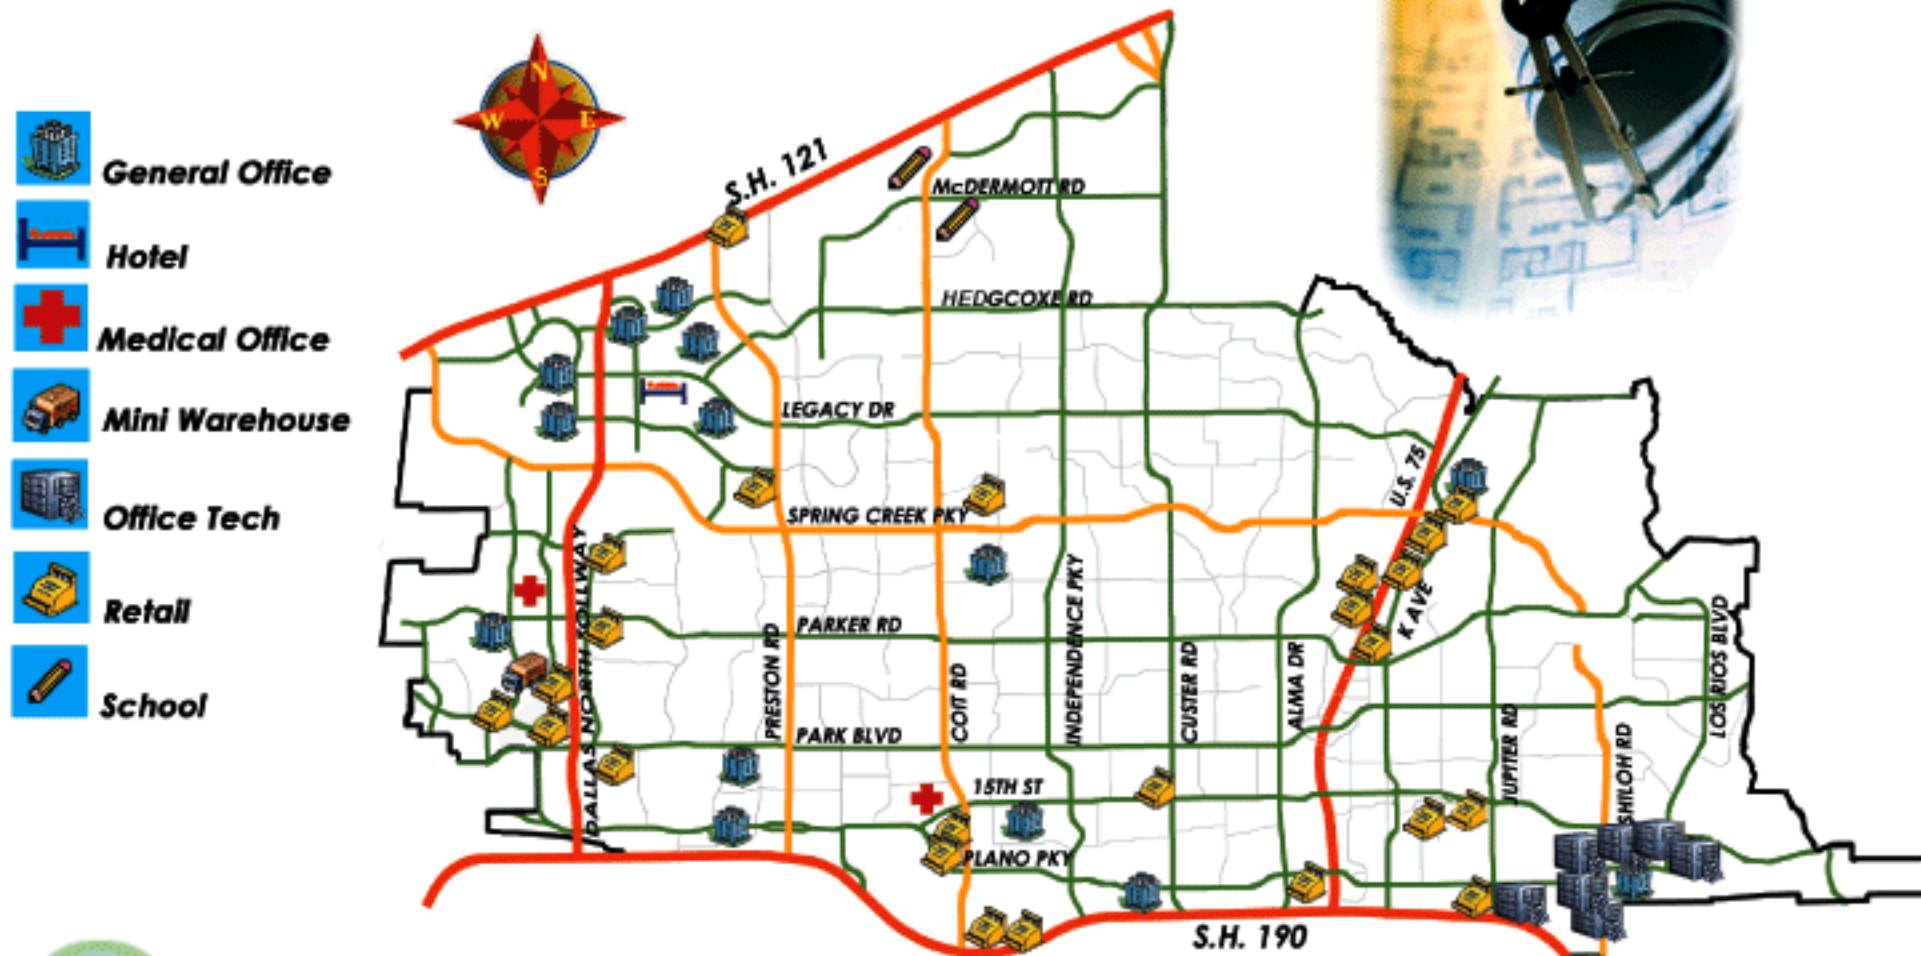 N
W E
S
General Office
Hotel
Medical Office
Mini Warehouse
Office Tech
Retail
School
S.H. 121
McDERMOTT RD
HEDGCOXE RD
LEGACY DR
U.S. 75
SPRING CREEK PKY
DALLAS NORTH TOLLWAY
PARKER RD
K AVE
PRESTON RD
COIT RD
INDEPENDENCE PKY
CUSTER RD
ALMA DR
JUPITER RD
SHILOH RD
LOS RIOS BLVD
PARK BLVD
15TH ST
PLANO PKY
S.H. 190